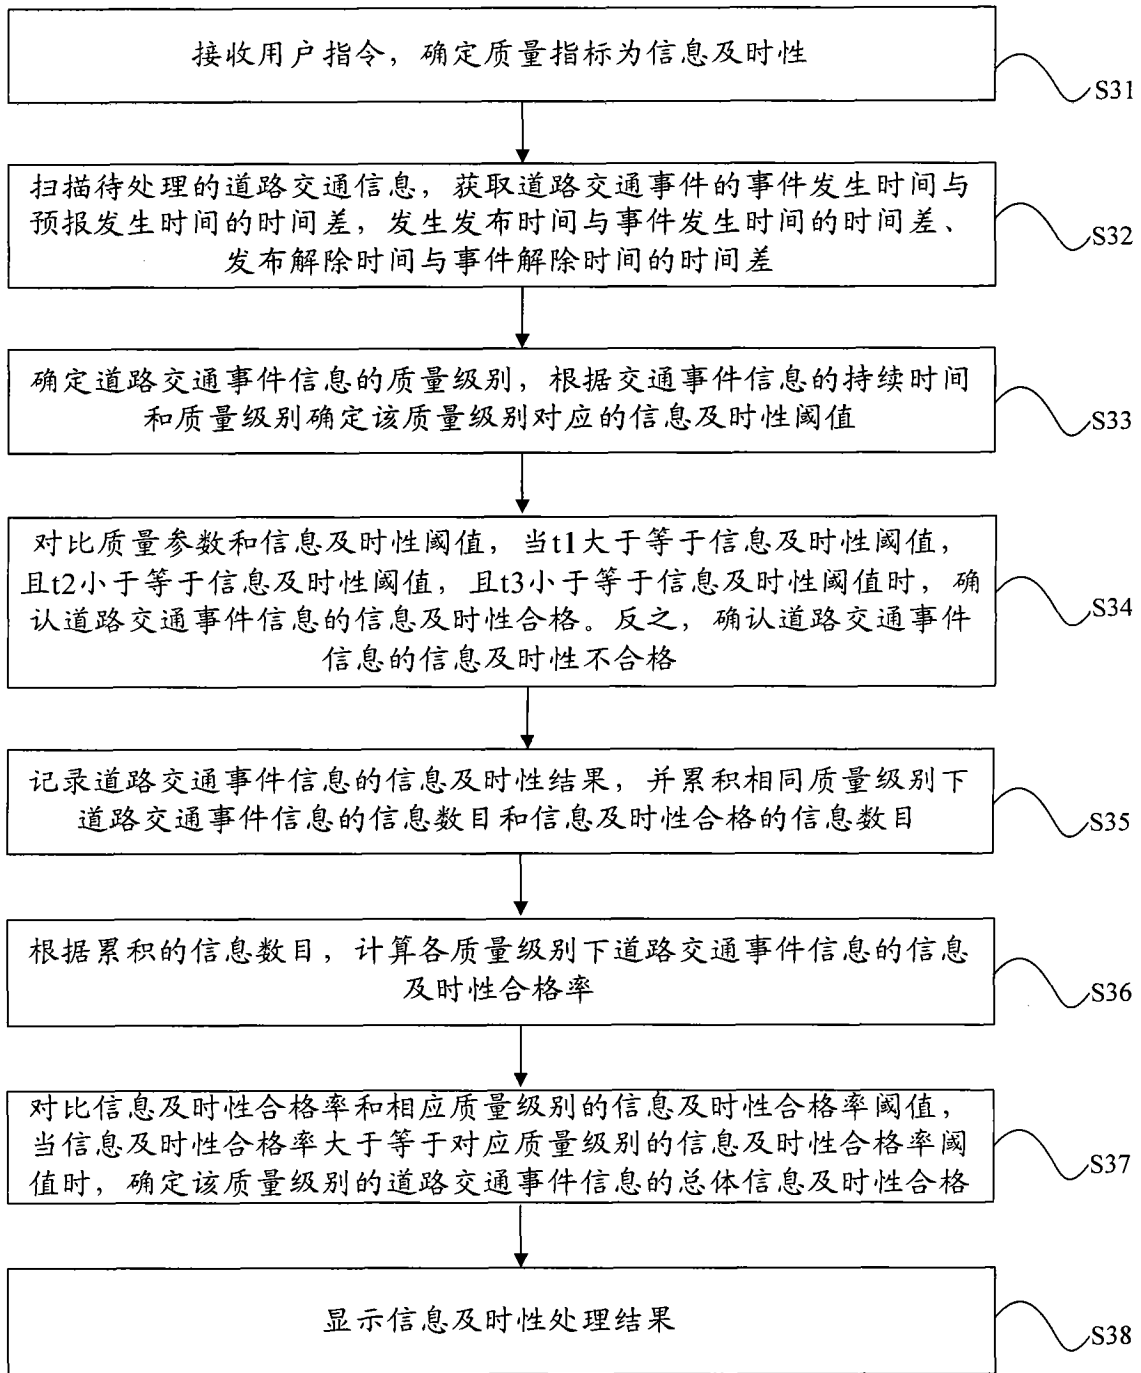 接收用户指令，确定质量指标为信息及时性
S31
扫描待处理的道路交通信息，获取道路交通事件的事件发生时间与
预报发生时间的时间差，发生发布时间与事件发生时间的时间差、
发布解除时间与事件解除时间的时间差
S32
确定道路交通事件信息的质量级别，根据交通事件信息的持续时间
和质量级别确定该质量级别对应的信息及时性阈值
S33
对比质量参数和信息及时性阈值，当t1大于等于信息及时性阈值，
且t2小于等于信息及时性阈值，且t3小于等于信息及时性阈值时，确
认道路交通事件信息的信息及时性合格。反之，确认道路交通事件
信息的信息及时性不合格
S34
记录道路交通事件信息的信息及时性结果，并累积相同质量级别下
道路交通事件信息的信息数目和信息及时性合格的信息数目
S35
根据累积的信息数目，计算各质量级别下道路交通事件信息的信息
及时性合格率
S36
对比信息及时性合格率和相应质量级别的信息及时性合格率阈值，
当信息及时性合格率大于等于对应质量级别的信息及时性合格率阈
值时，确定该质量级别的道路交通事件信息的总体信息及时性合格
S37
显示信息及时性处理结果
S38